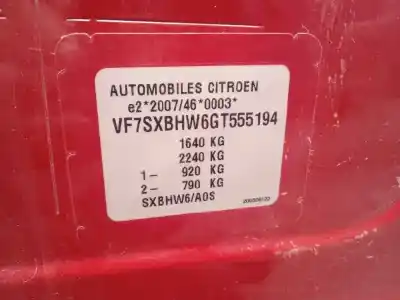 AUTOMOBILES CITROEN
e2*2007/46*0003*
VF7SXBHW6GT555194
1640 KG
2240 KG
1- 920 KG
2- 790 KG
SXBHW6/A0S